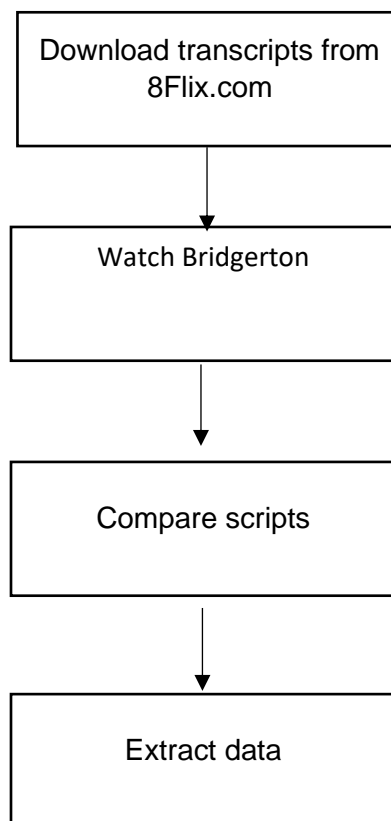 Download transcripts from
8Flix.com
Watch Bridgerton
Compare scripts
Extract data